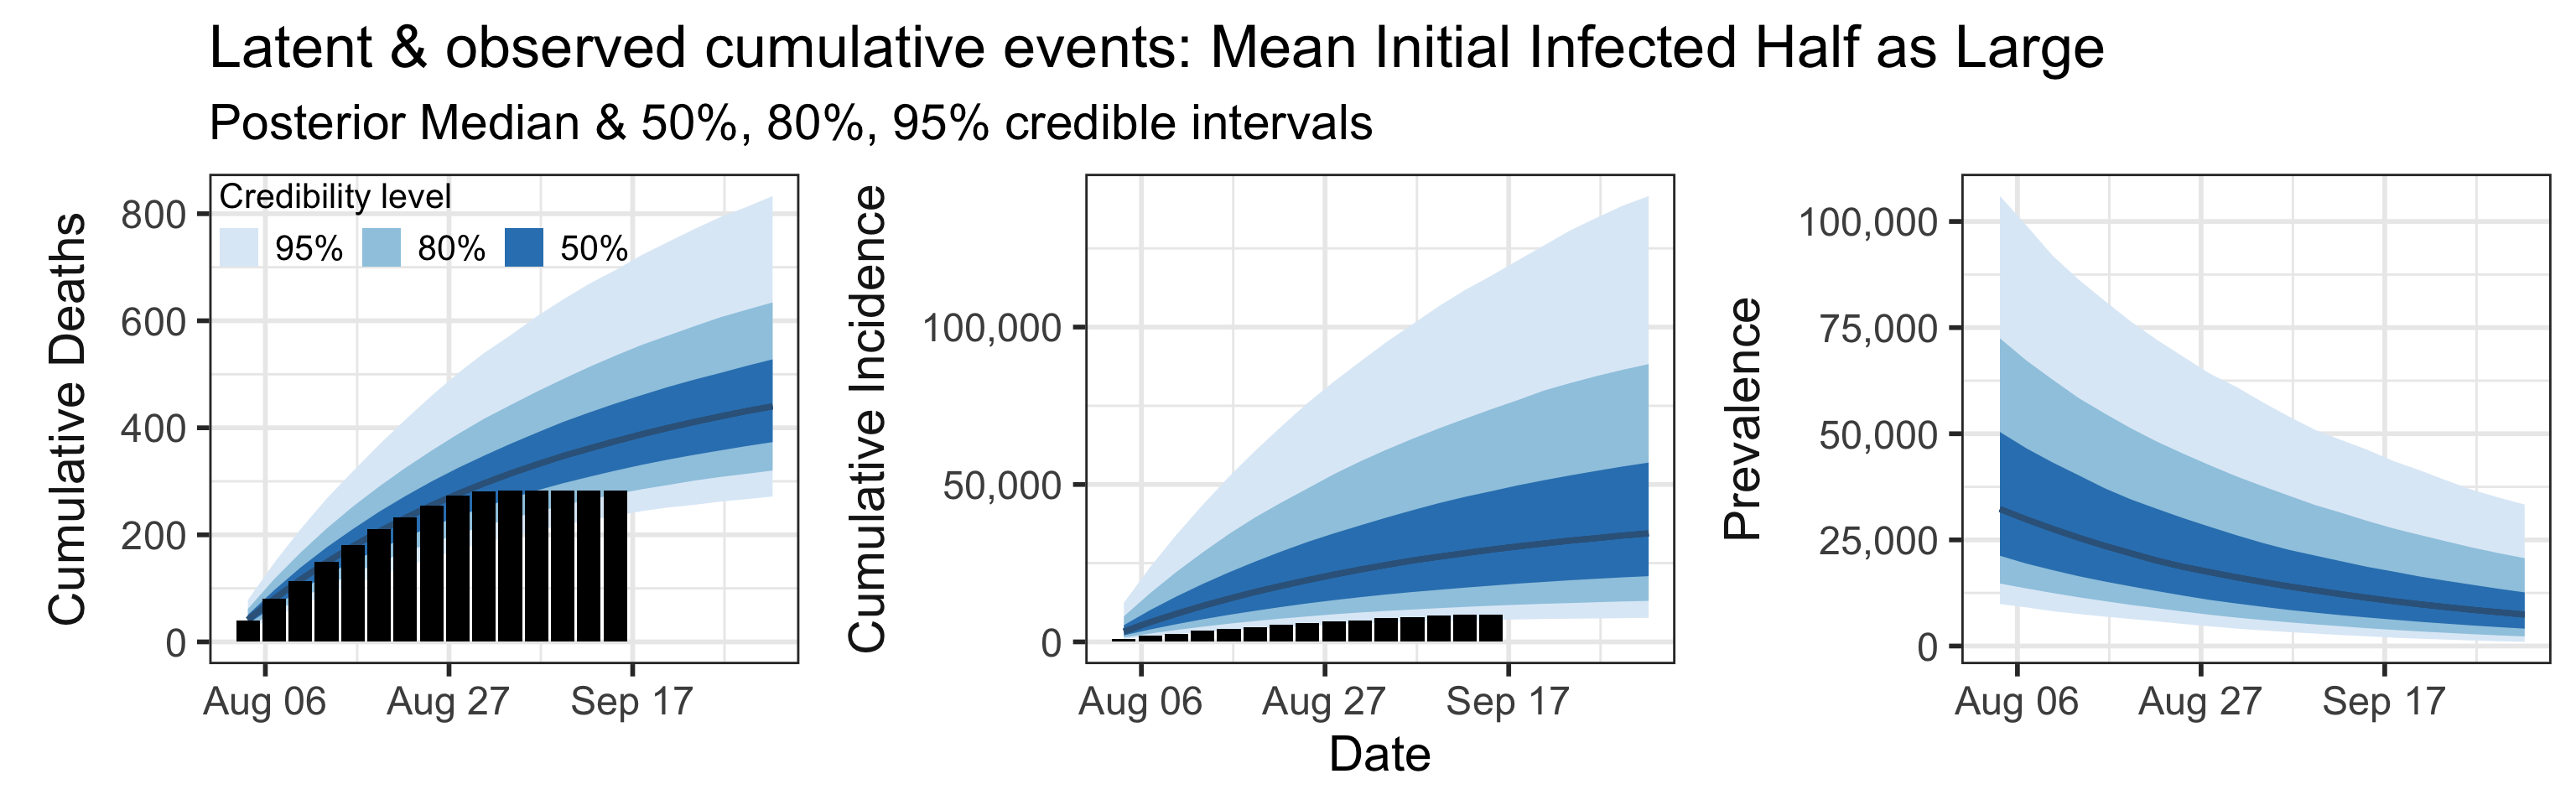 Latent & observed cumulative events: Mean Initial Infected Half as Large
Posterior Median & 50%, 80%, 95% credible intervals
Cumulative Deaths
Credibility level
95% 80% 50%
800
600
400
200
0
Aug 06 Aug 27 Sep 17
Cumulative Incidence
100,000
50,000
0
Aug 06 Aug 27 Sep 17
Prevalence
100,000
75,000
50,000
25,000
0
Aug 06 Aug 27 Sep 17
Date